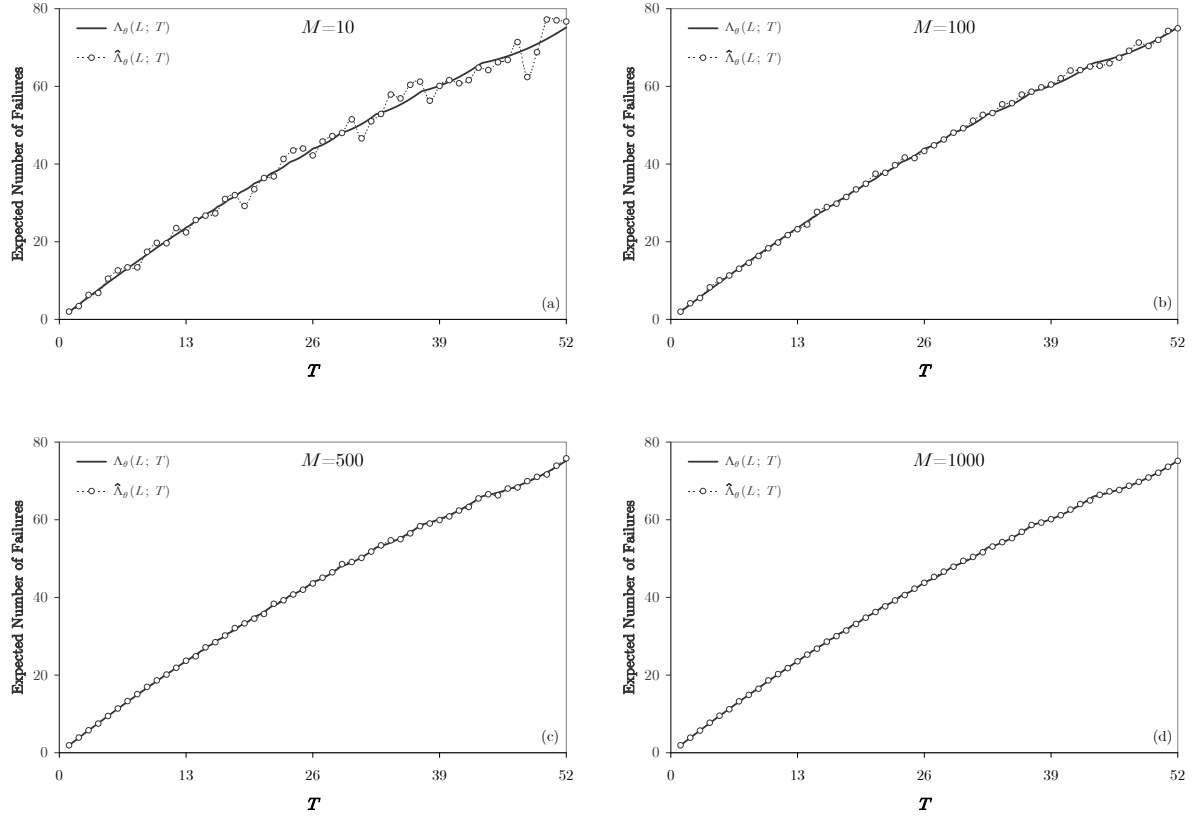 Λθ(L; T)
Λ̂θ(L; T)
M=10
Expected Number of Failures
80
60
40
20
0
0 13 26 39 52
T
(a)
Λθ(L; T)
Λ̂θ(L; T)
M=100
Expected Number of Failures
80
60
40
20
0
0 13 26 39 52
T
(b)
Λθ(L; T)
Λ̂θ(L; T)
M=500
Expected Number of Failures
80
60
40
20
0
0 13 26 39 52
T
(c)
Λθ(L; T)
Λ̂θ(L; T)
M=1000
Expected Number of Failures
80
60
40
20
0
0 13 26 39 52
T
(d)